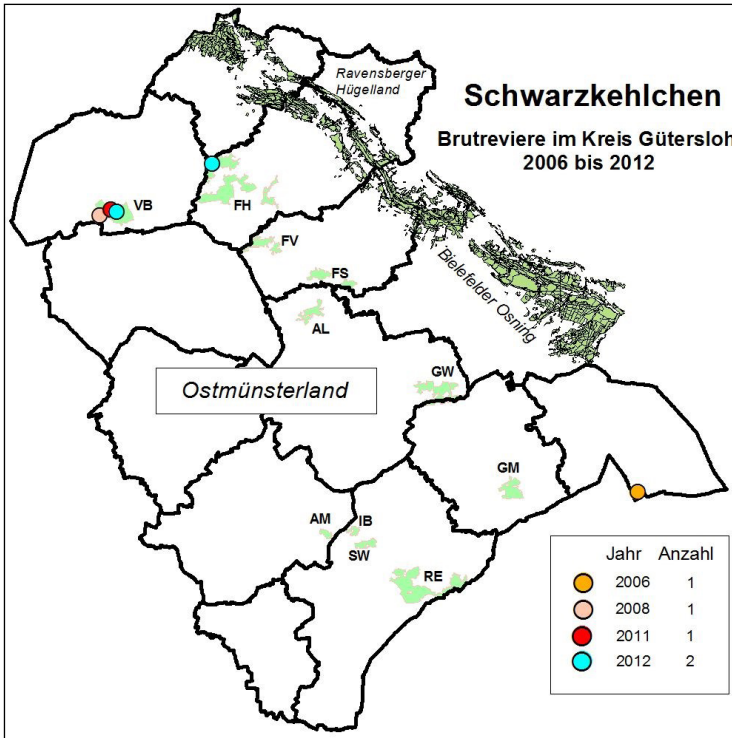 Ravensberger
Hügelland
Schwarzkehlchen
Brutreviere im Kreis Gütersloh
2006 bis 2012
VB
FH
FV
FS
Bielefelder Osning
AL
GW
Ostmünsterland
GM
AM
IB
SW
RE
Jahr Anzahl
2006 1
2008 1
2011 1
2012 2